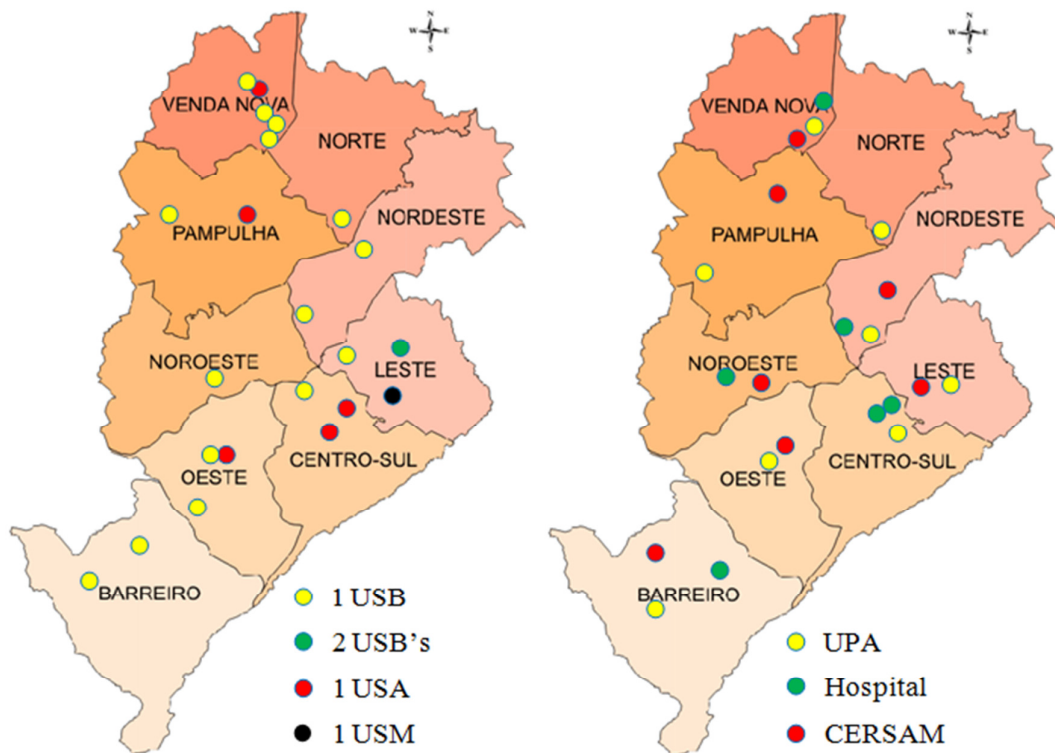 N
W E
S
VENDA NOVA
NORTE
NORDESTE
PAMPULHA
NOROESTE
LESTE
CENTRO-SUL
OESTE
BARREIRO
1 USB
2 USB's
1 USA
1 USM
N
W E
S
VENDA NOVA
NORTE
NORDESTE
PAMPULHA
NOROESTE
LESTE
CENTRO-SUL
OESTE
BARREIRO
UPA
Hospital
CERSAM